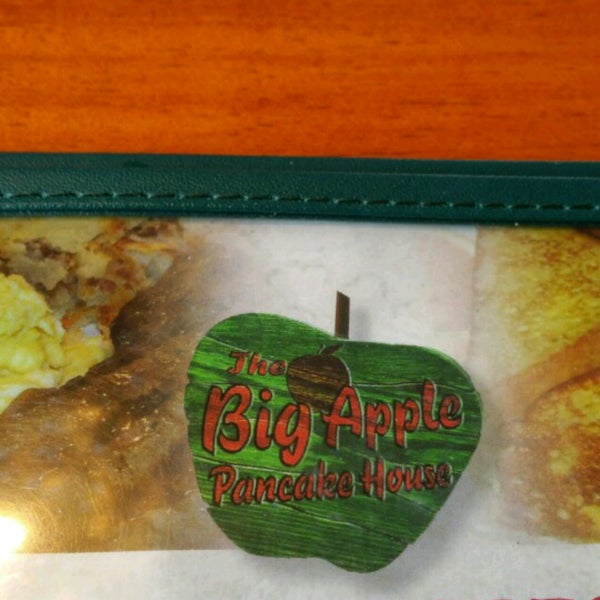 The
Big Apple
Pancake House